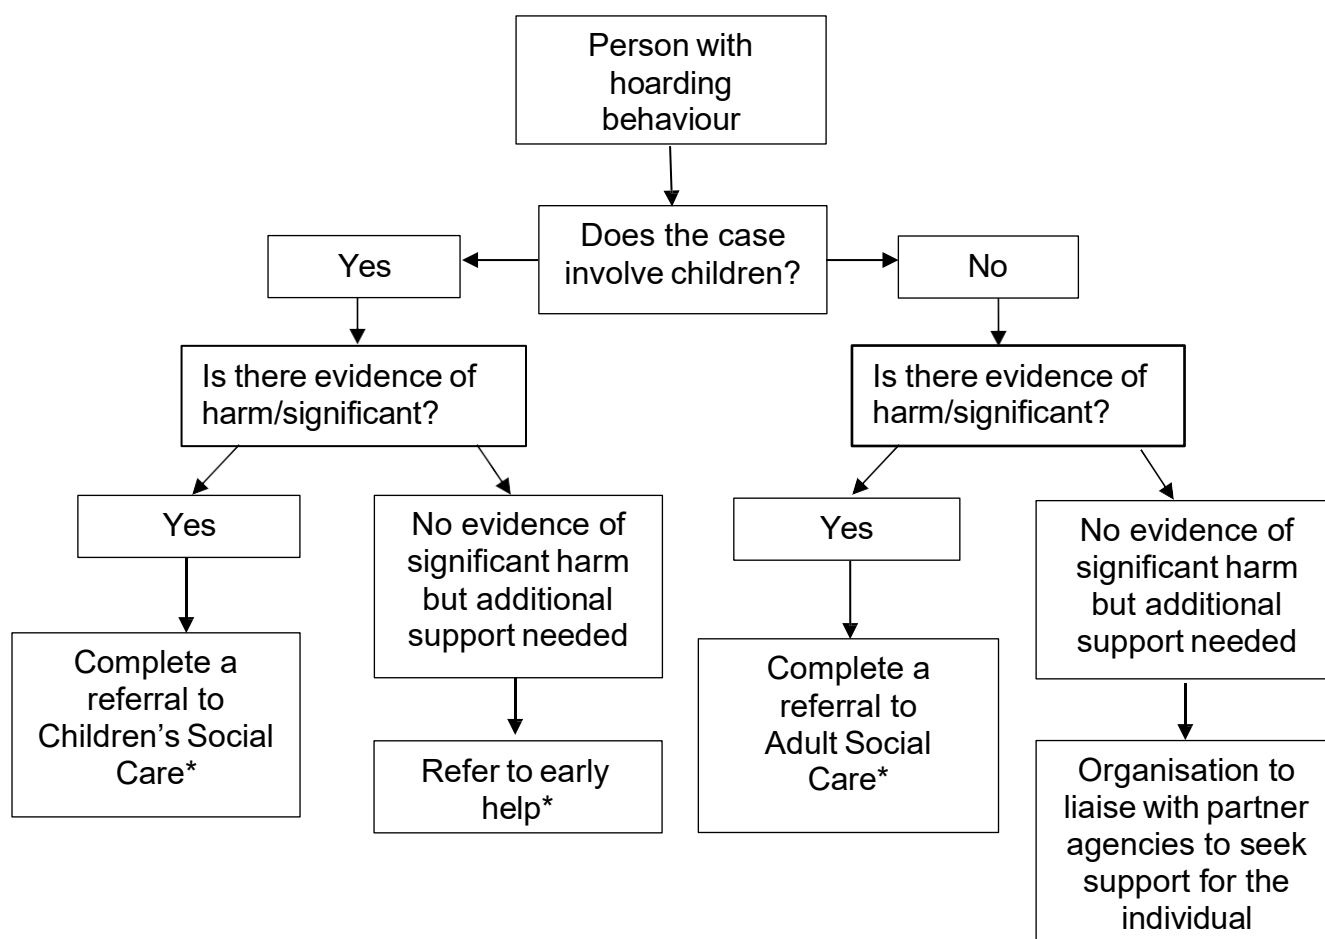 Person with
hoarding
behaviour
Does the case
involve children?
Yes
No
Is there evidence of
harm/significant?
Is there evidence of
harm/significant?
Yes
No evidence of
significant harm
but additional
support needed
Yes
No evidence of
significant harm
but additional
support needed
Complete a
referral to
Children’s Social
Care*
Refer to early
help*
Complete a
referral to
Adult Social
Care*
Organisation to
liaise with partner
agencies to seek
support for the
individual